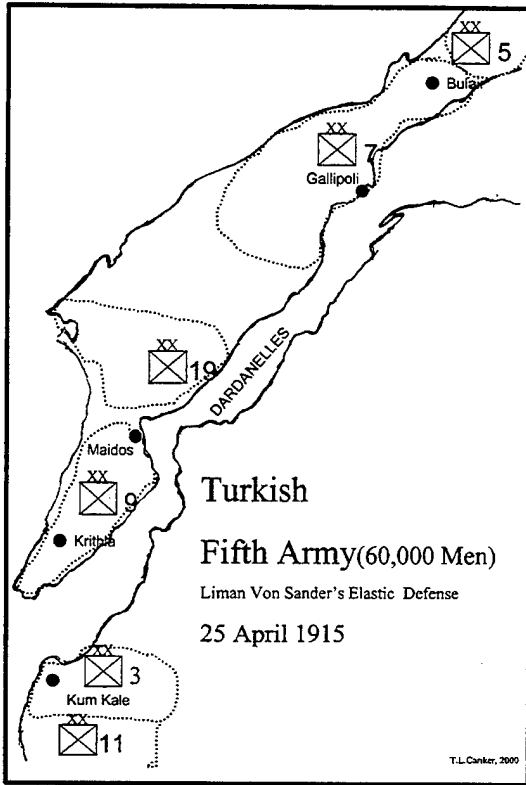 XX
5
Bulair
XX
7
Gallipoli
XX
19
DARDANELLES
Maidos
XX
9
Krithia
Turkish
Fifth Army(60,000 Men)
Liman Von Sander's Elastic Defense
25 April 1915
XX
3
Kum Kale
XX
11
T.L.Canker, 2000